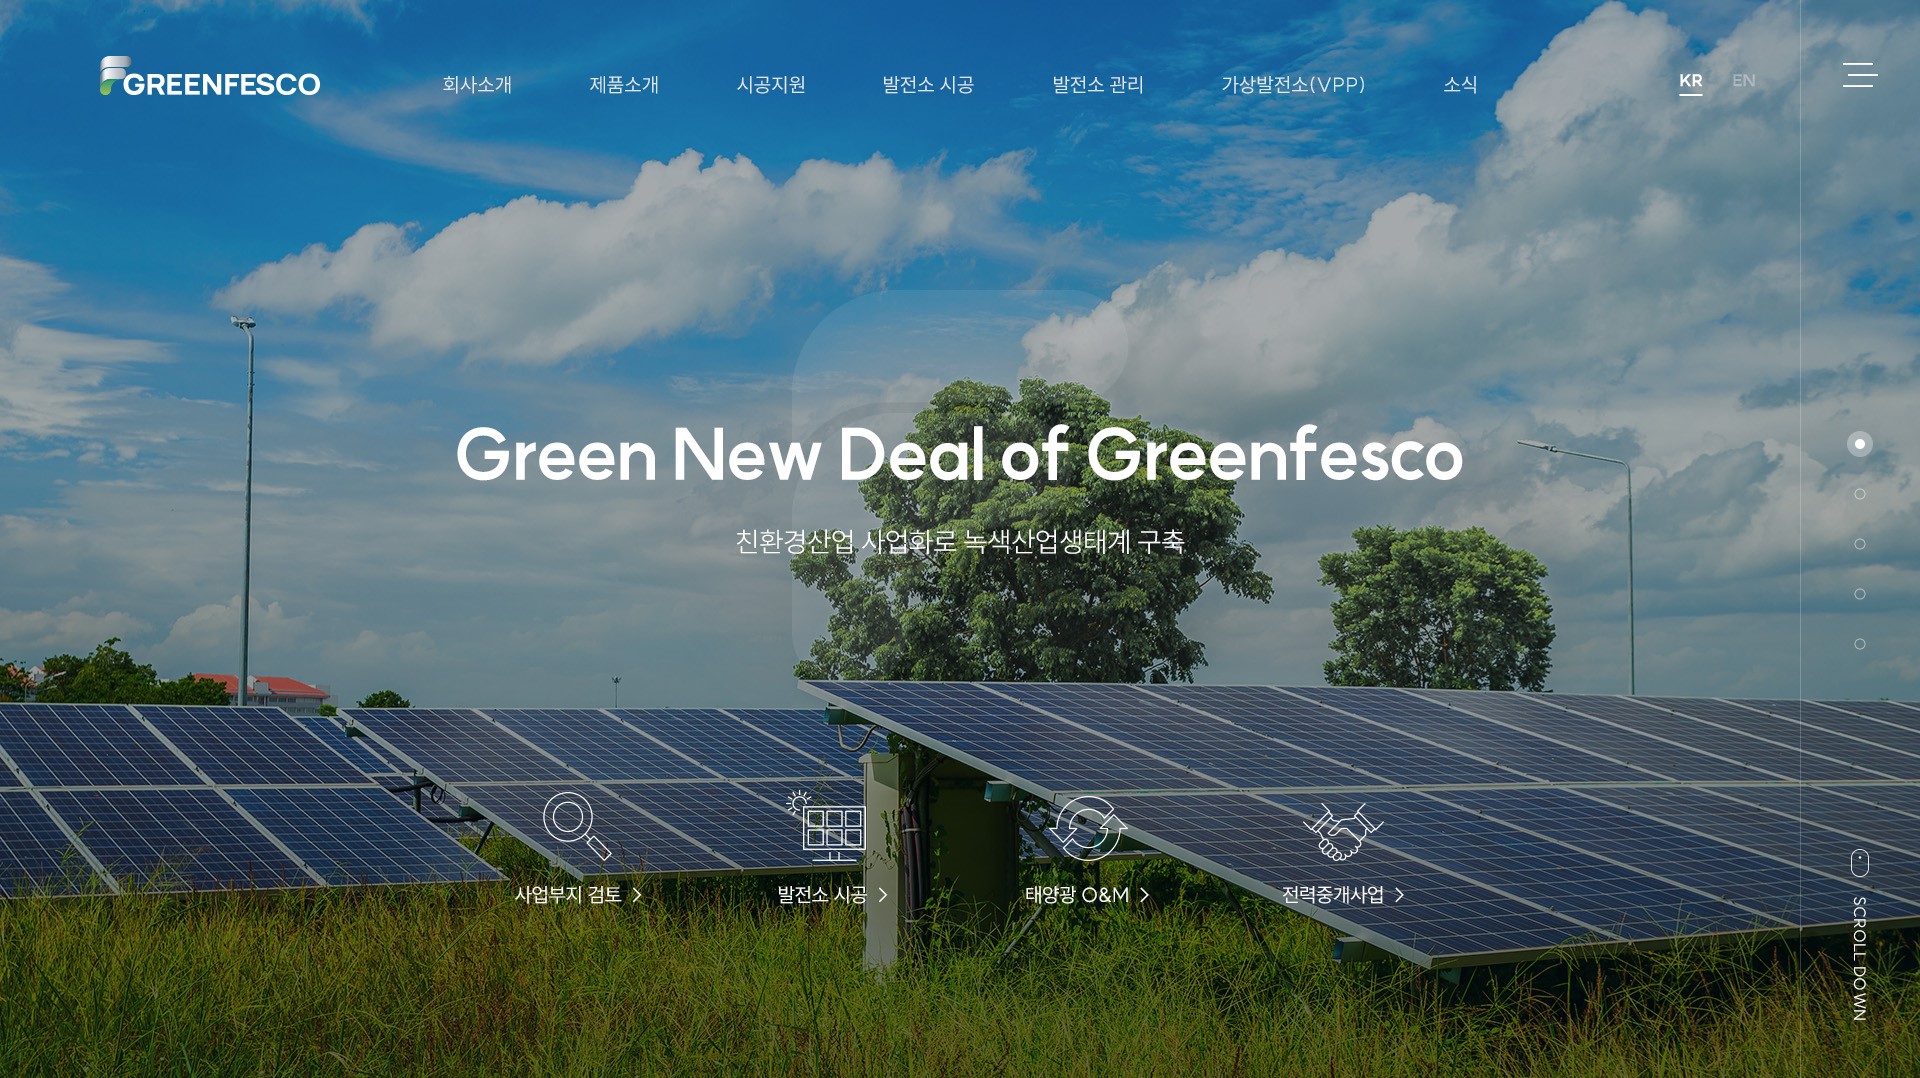 GREENFESCO
회사소개
제품소개
시공지원
발전소 시공
발전소 관리
가상발전소(VPP)
소식
KR
EN
Green New Deal of Greenfesco
친환경산업 사업화로 녹색산업생태계 구축
사업부지 검토
발전소 시공
태양광 O&M
전력중개사업
SCROLL DOWN